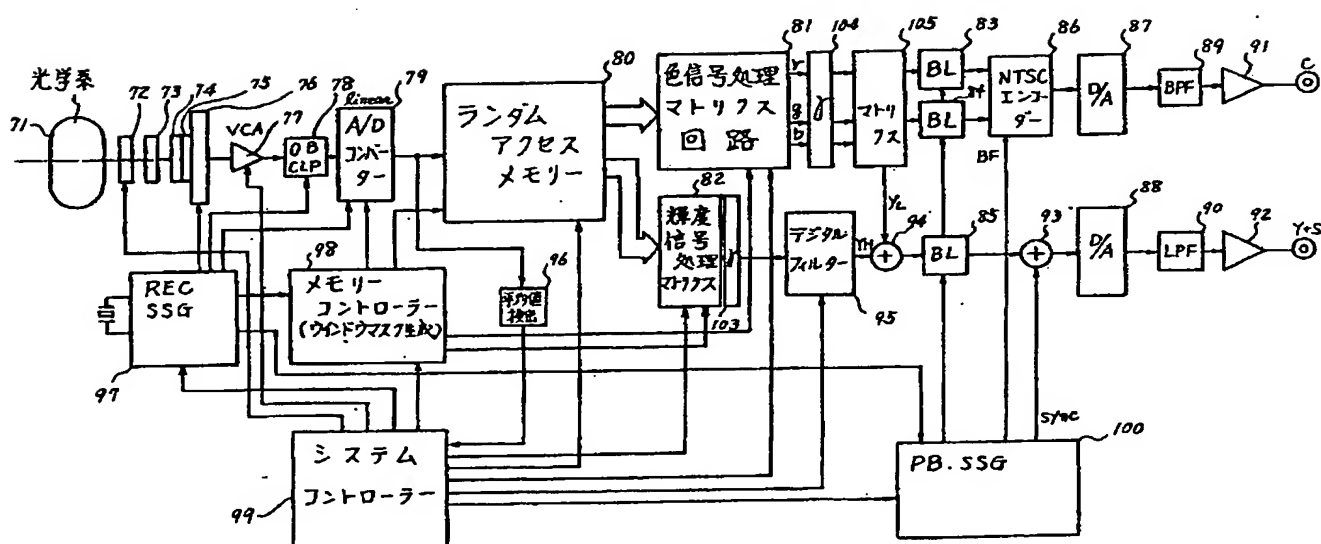 光学系
71
72
73
74
75
76
77
VCA
78
OB
CLP
linear
79
A/D
コンバー
ター
80
ランダム
アクセス
メモリー
81
色信号処理
マトリクス
回路
r
g
b
104
γ
105
マトリ
クス
83
BL
84
BL
86
NTSC
エンコー
ダー
BF
87
D/A
89
BPF
91
C
82
輝度
信号
処理
マトリクス
γ
103
デジタル
フィルター
95
YH
YL
94
+
85
BL
93
+
88
D/A
90
LPF
92
Y+S
REC
SSG
97
98
メモリー
コントローラー
(ウインドウマスク生成)
96
平均値
検出
システム
コントローラー
99
SYNC
100
PB.SSG